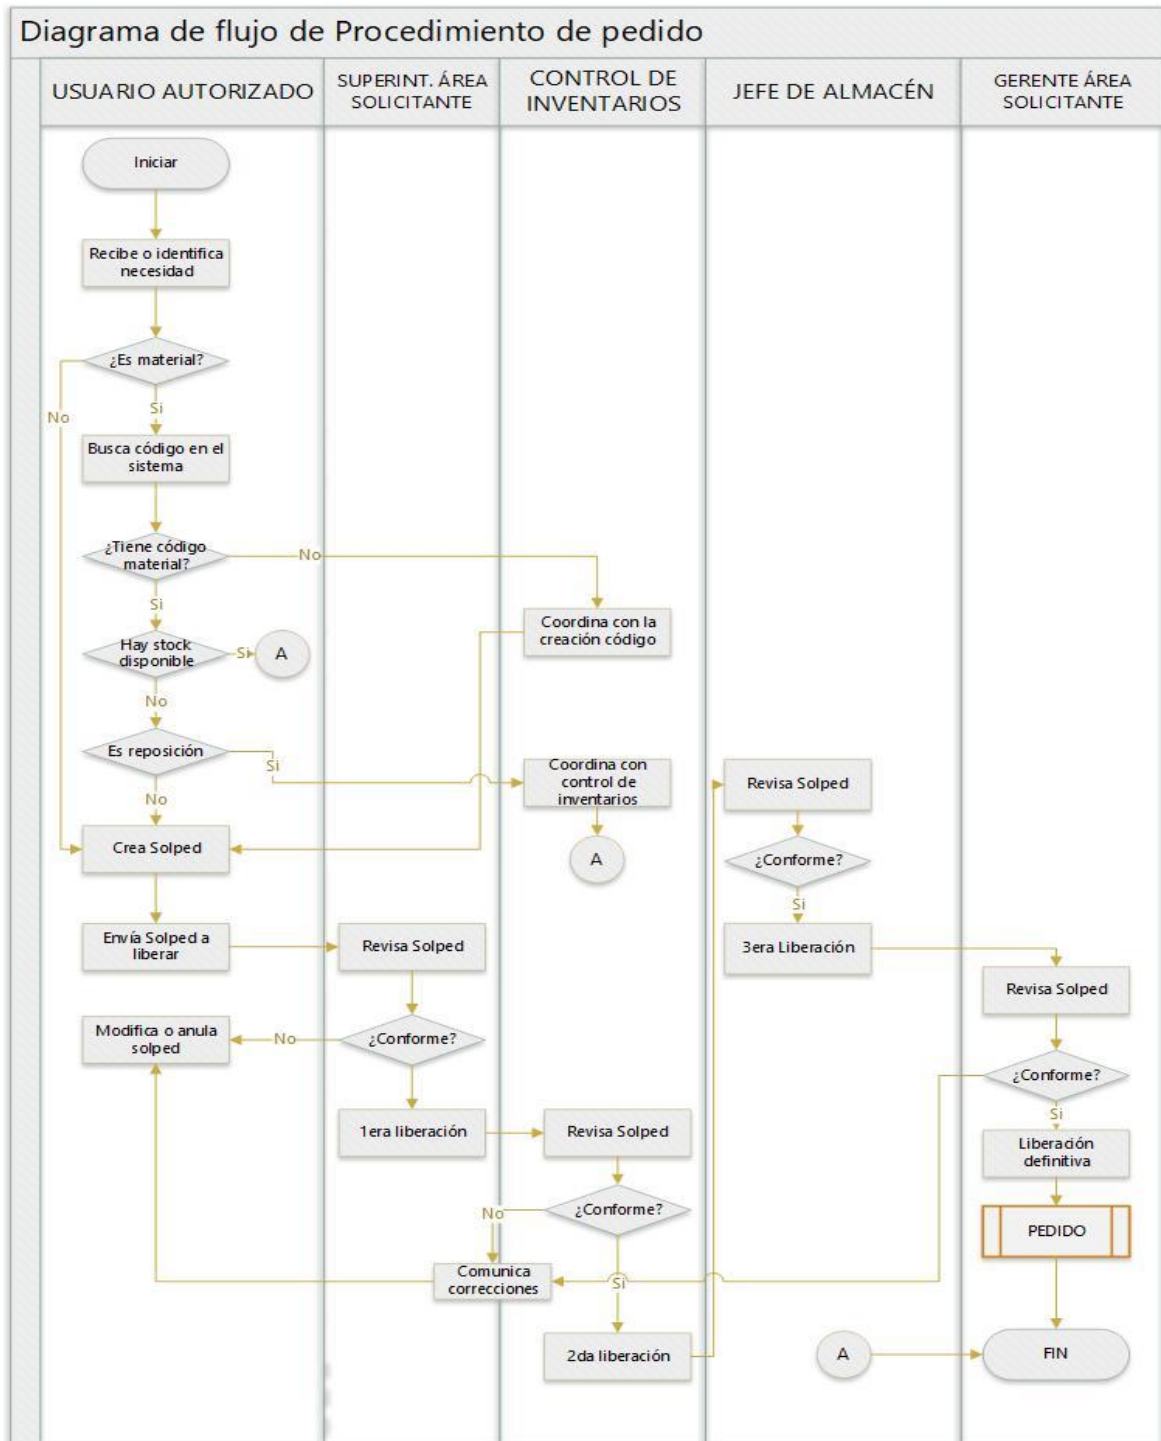 Diagrama de flujo de Procedimiento de pedido
USUARIO AUTORIZADO
SUPERINT. ÁREA
SOLICITANTE
CONTROL DE
INVENTARIOS
JEFE DE ALMACÉN
GERENTE ÁREA
SOLICITANTE
Iniciar
Recibe o identifica
necesidad
¿Es material?
No
Si
Busca código en el
sistema
¿Tiene código
material?
No
Si
Coordina con la
creación código
Hay stock
disponible
Si
A
No
Es reposición
Si
No
Coordina con
control de
inventarios
A
Revisa Solped
¿Conforme?
Si
3era Liberación
Crea Solped
Envía Solped a
liberar
Revisa Solped
¿Conforme?
No
Modifica o anula
solped
1era liberación
Revisa Solped
¿Conforme?
No
Si
Comunica
correcciones
2da liberación
Revisa Solped
¿Conforme?
Si
Liberación
definitiva
PEDIDO
A
FIN